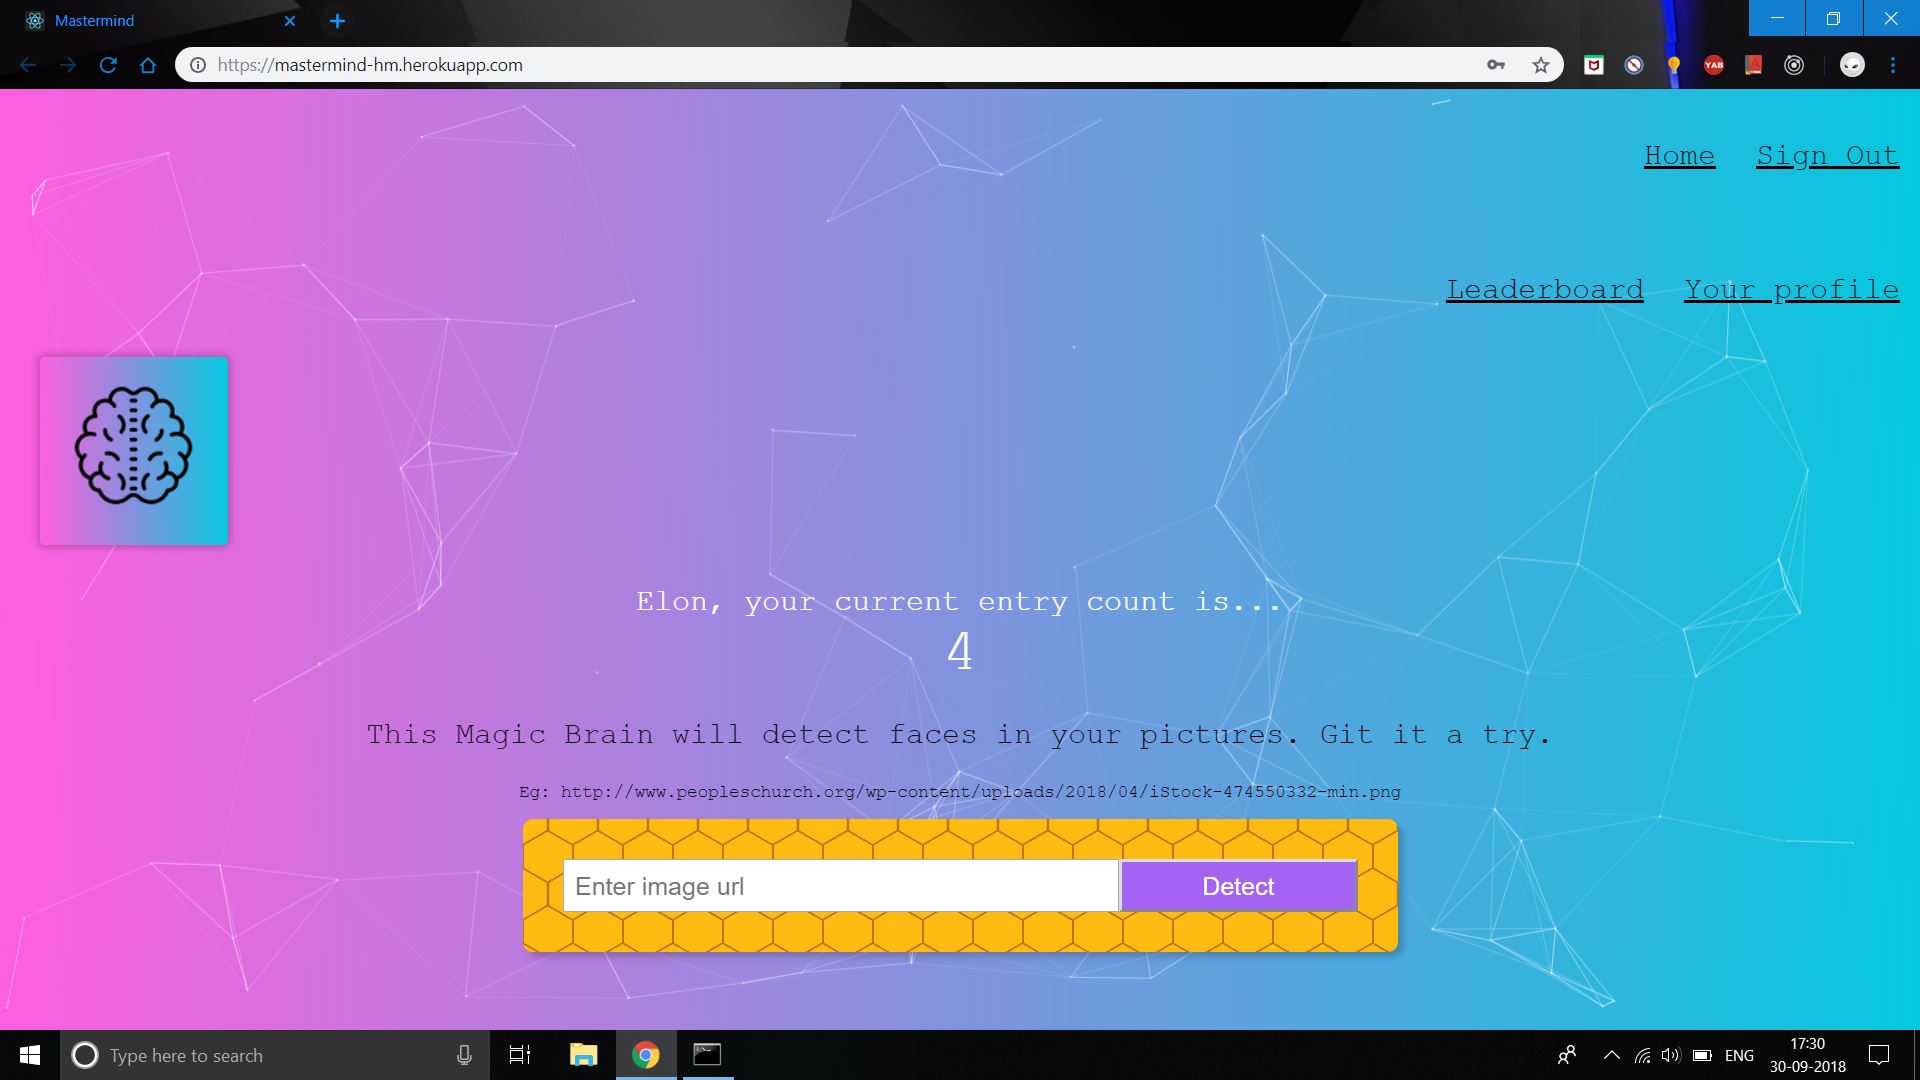 Mastermind
https://mastermind-hm.herokuapp.com
YAB
Home Sign Out
Leaderboard Your profile
Elon, your current entry count is...
4
This Magic Brain will detect faces in your pictures. Git it a try.
Eg: http://www.peopleschurch.org/wp-content/uploads/2018/04/iStock-474550332-min.png
Enter image url Detect
Type here to search
ENG
17:30
30-09-2018